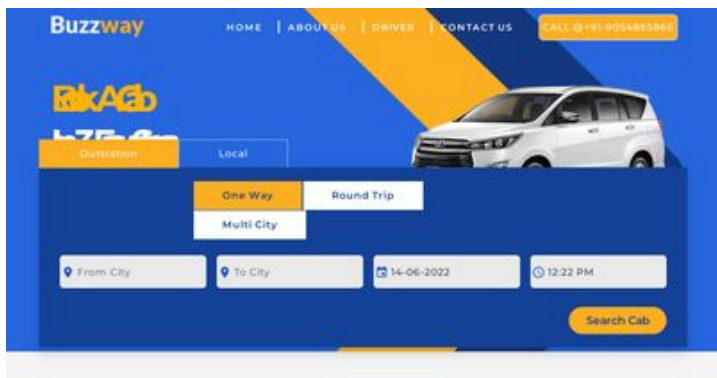 Buzzway
HOME | ABOUT US | DRIVER | CONTACT US
CALL @+91-9054865866
Outstation
Local
One Way
Round Trip
Multi City
From City
To City
14-06-2022
12:22 PM
Search Cab